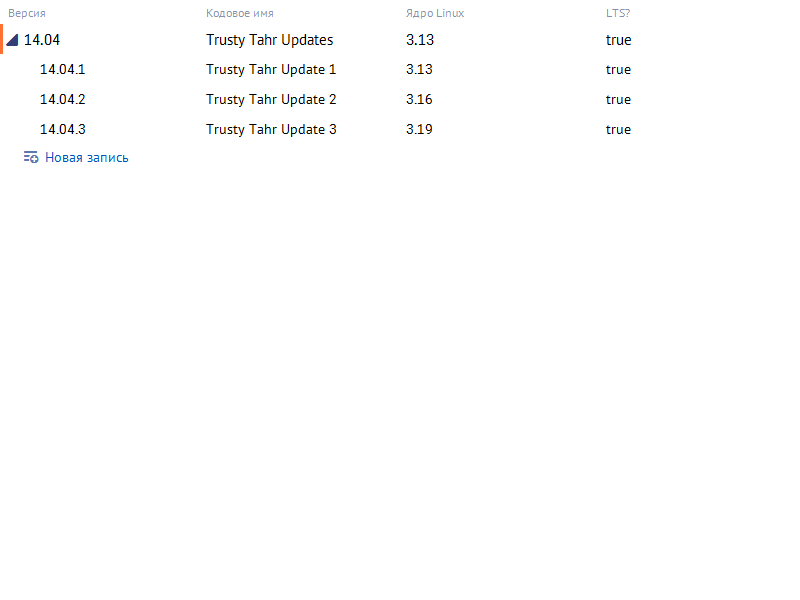 Версия Кодовое имя Ядро Linux LTS?
14.04 Trusty Tahr Updates 3.13 true
14.04.1 Trusty Tahr Update 1 3.13 true
14.04.2 Trusty Tahr Update 2 3.16 true
14.04.3 Trusty Tahr Update 3 3.19 true
Новая запись